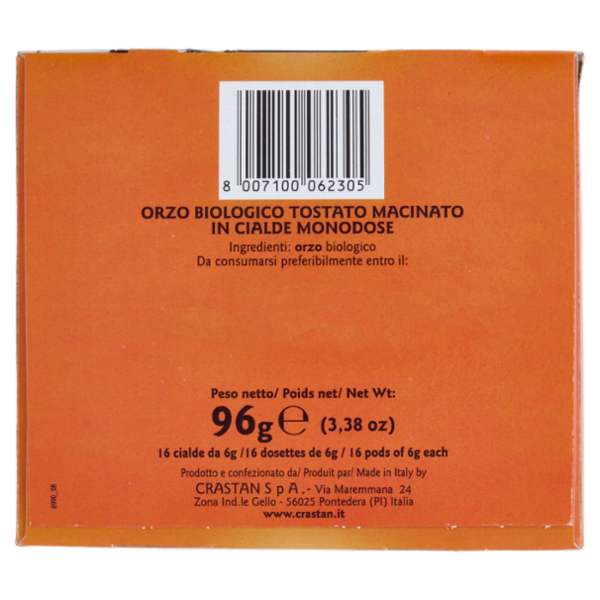 8 007100 062305
ORZO BIOLOGICO TOSTATO MACINATO
IN CIALDE MONODOSE
Ingredienti: orzo biologico
Da consumarsi preferibilmente entro il:
Peso netto/ Poids net/ Net Wt:
96g ℮ (3,38 oz)
16 cialde da 6g /16 dosettes de 6g / 16 pods of 6g each
Prodotto e confezionato da/ Produit par/ Made in Italy by
CRASTAN S p A .- Via Maremmana 24
Zona Ind.le Gello - 56025 Pontedera (PI) Italia
www.crastan.it